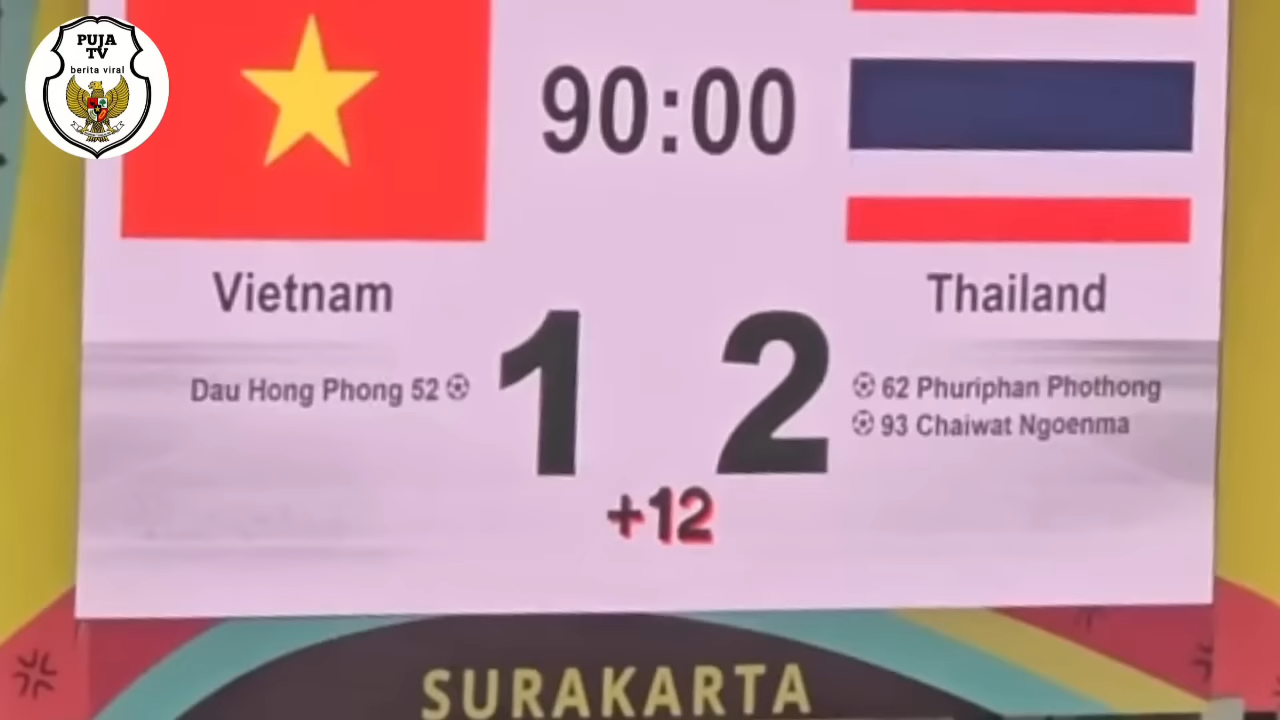 PUJA
TV
berita viral
90:00
Vietnam
Thailand
1 2
Dau Hong Phong 52
62 Phuriphan Phothong
93 Chaiwat Ngoenma
+12
SURAKARTA